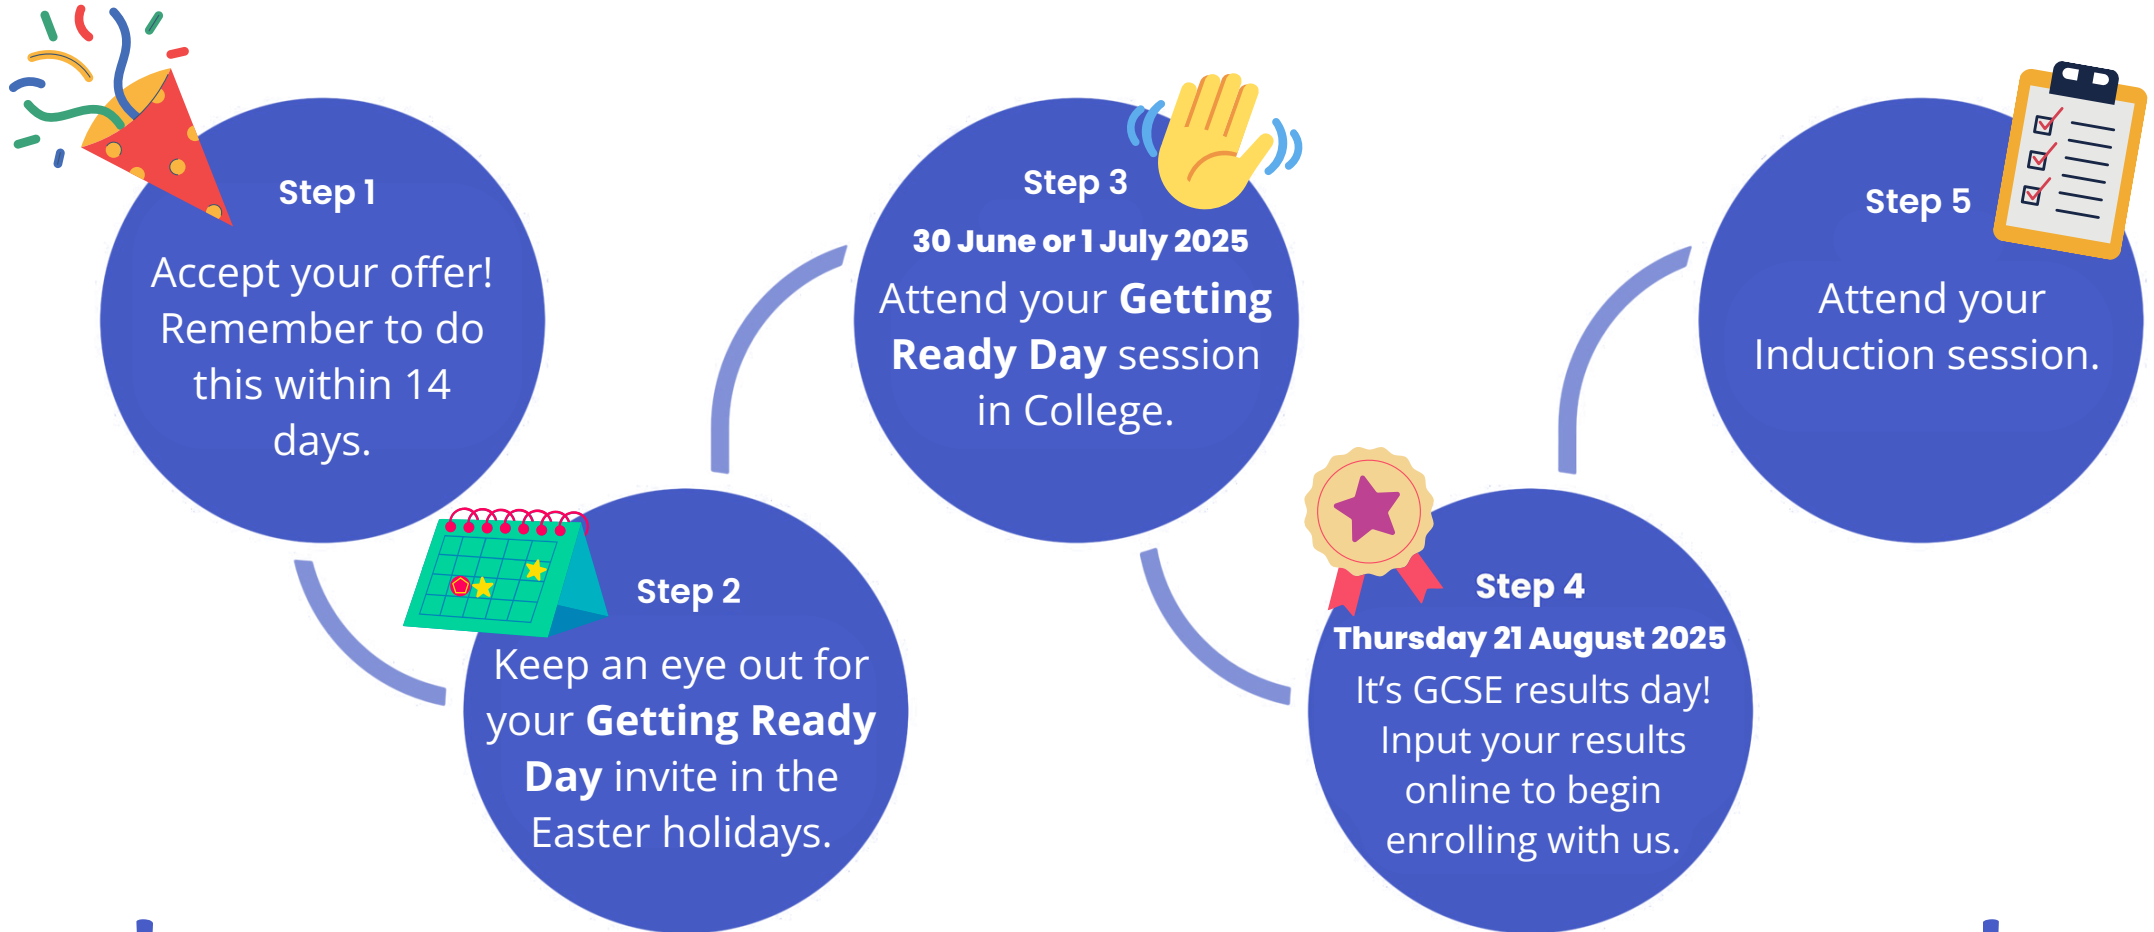 Step 1
Accept your offer!
Remember to do
this within 14
days.
Step 2
Keep an eye out for
your Getting Ready
Day invite in the
Easter holidays.
Step 3
30 June or 1 July 2025
Attend your Getting
Ready Day session
in College.
Step 4
Thursday 21 August 2025
It’s GCSE results day!
Input your results
online to begin
enrolling with us.
Step 5
Attend your
Induction session.